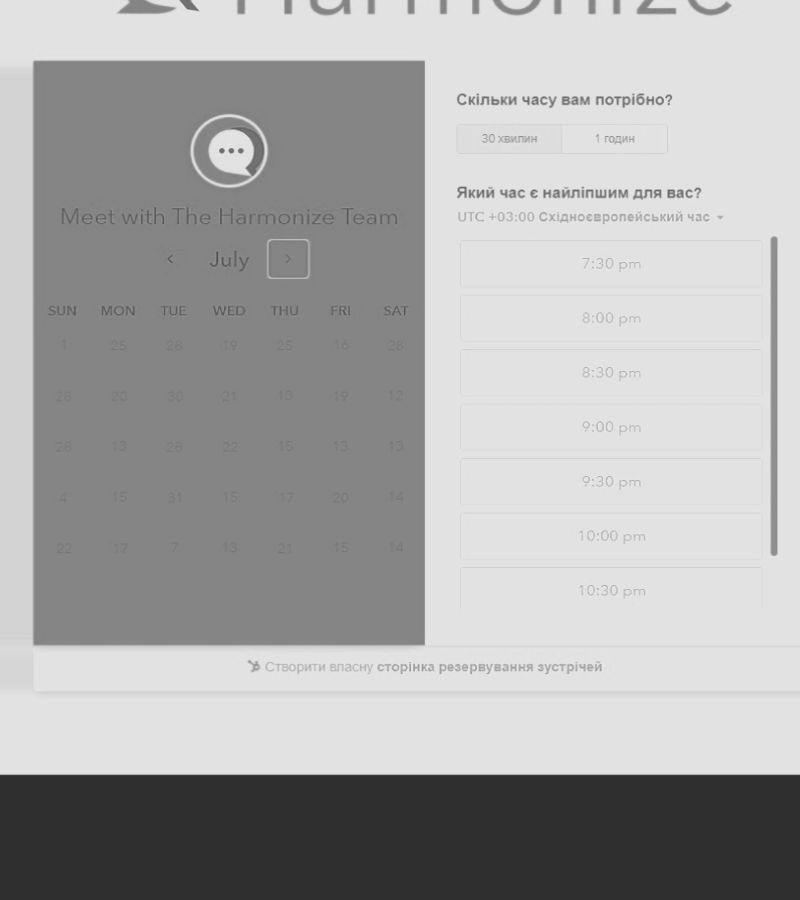 Harmonize
Meet with The Harmonize Team
< July >
SUN MON TUE WED THU FRI SAT
1 25 28 19 25 16 28
28 20 30 21 13 19 12
26 13 26 22 15 13 13
4 15 31 15 17 20 14
22 17 7 13 21 15 14
Скільки часу вам потрібно?
30 хвилин 1 годин
Який час є найліпшим для вас?
UTC +03:00 Східноєвропейський час
7:30 pm
8:00 pm
8:30 pm
9:00 pm
9:30 pm
10:00 pm
10:30 pm
Створити власну сторінка резервування зустрічей